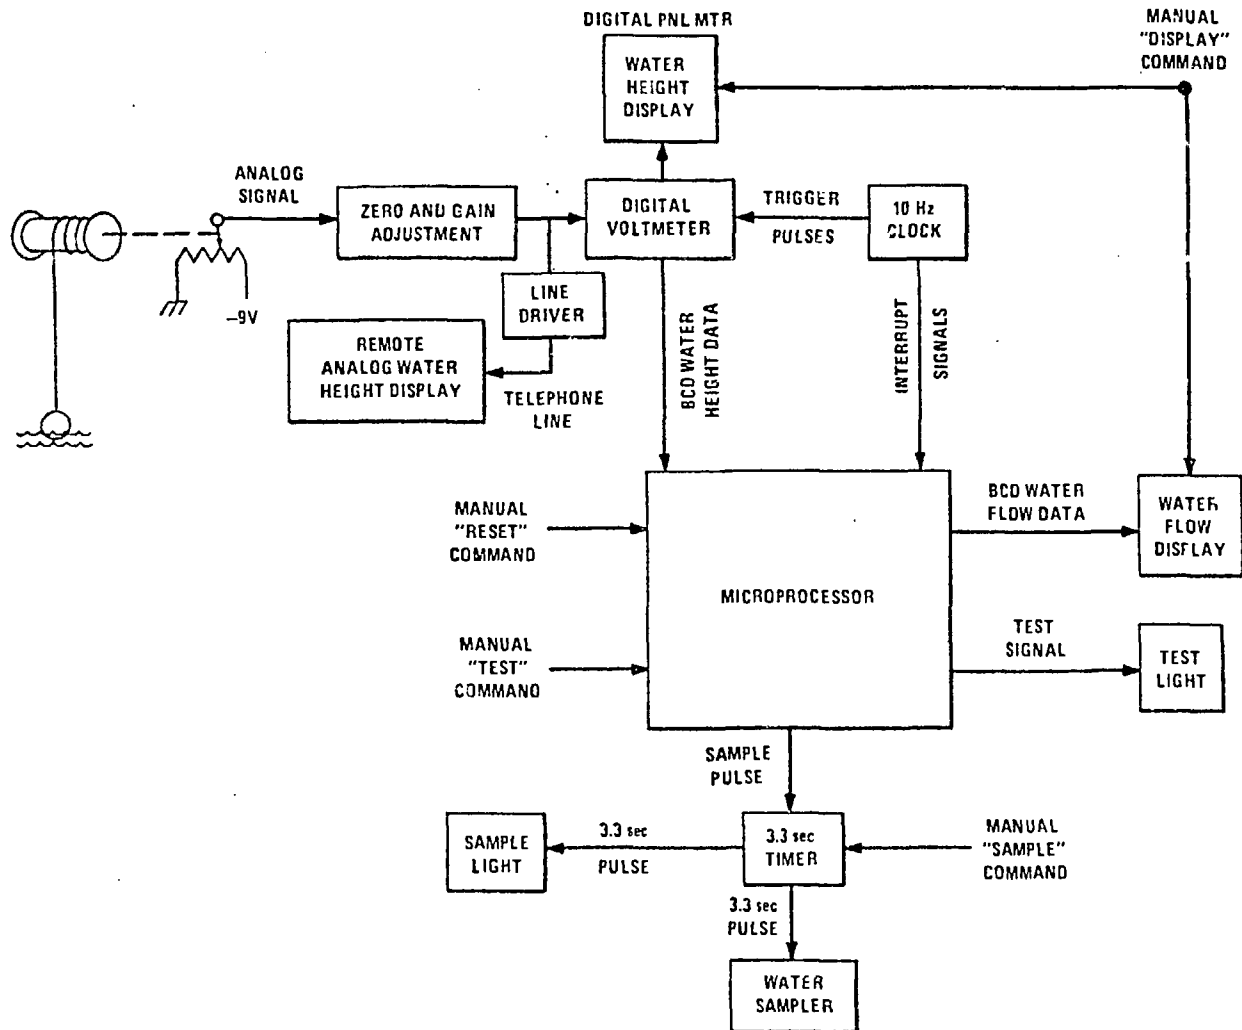 DIGITAL PNL MTR
WATER
HEIGHT
DISPLAY
MANUAL
"DISPLAY"
COMMAND
ANALOG
SIGNAL
ZERO AND GAIN
ADJUSTMENT
DIGITAL
VOLTMETER
TRIGGER
PULSES
10 Hz
CLOCK
–9V
LINE
DRIVER
REMOTE
ANALOG WATER
HEIGHT DISPLAY
TELEPHONE
LINE
BCD WATER
HEIGHT DATA
INTERRUPT
SIGNALS
MANUAL
"RESET"
COMMAND
BCD WATER
FLOW DATA
WATER
FLOW
DISPLAY
MICROPROCESSOR
MANUAL
"TEST"
COMMAND
TEST
SIGNAL
TEST
LIGHT
SAMPLE
PULSE
SAMPLE
LIGHT
3.3 sec
PULSE
3.3 sec
TIMER
MANUAL
"SAMPLE"
COMMAND
3.3 sec
PULSE
WATER
SAMPLER